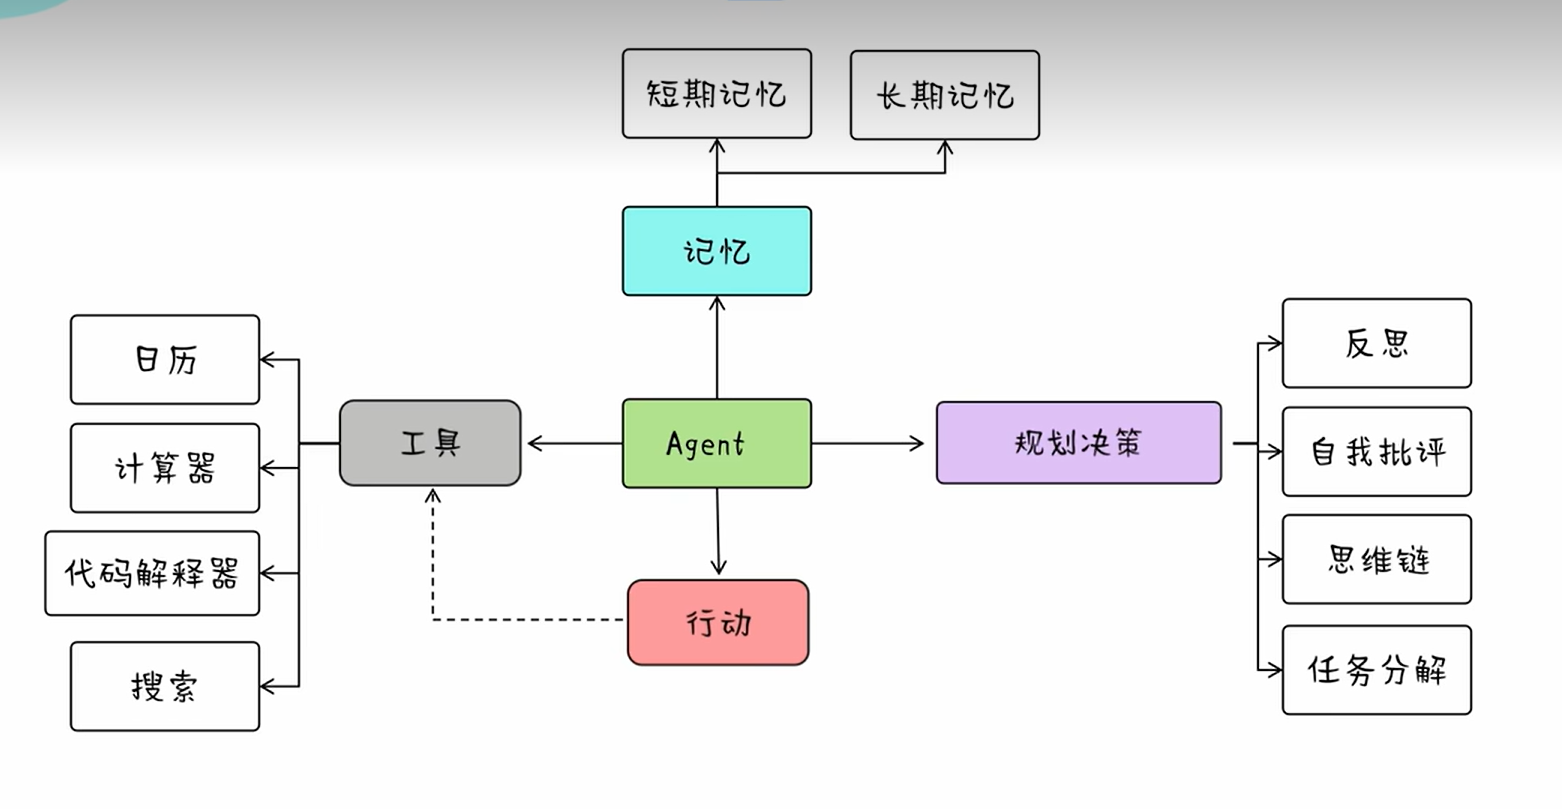 短期记忆
长期记忆
记忆
日历
计算器
代码解释器
搜索
工具
Agent
规划决策
行动
反思
自我批评
思维链
任务分解